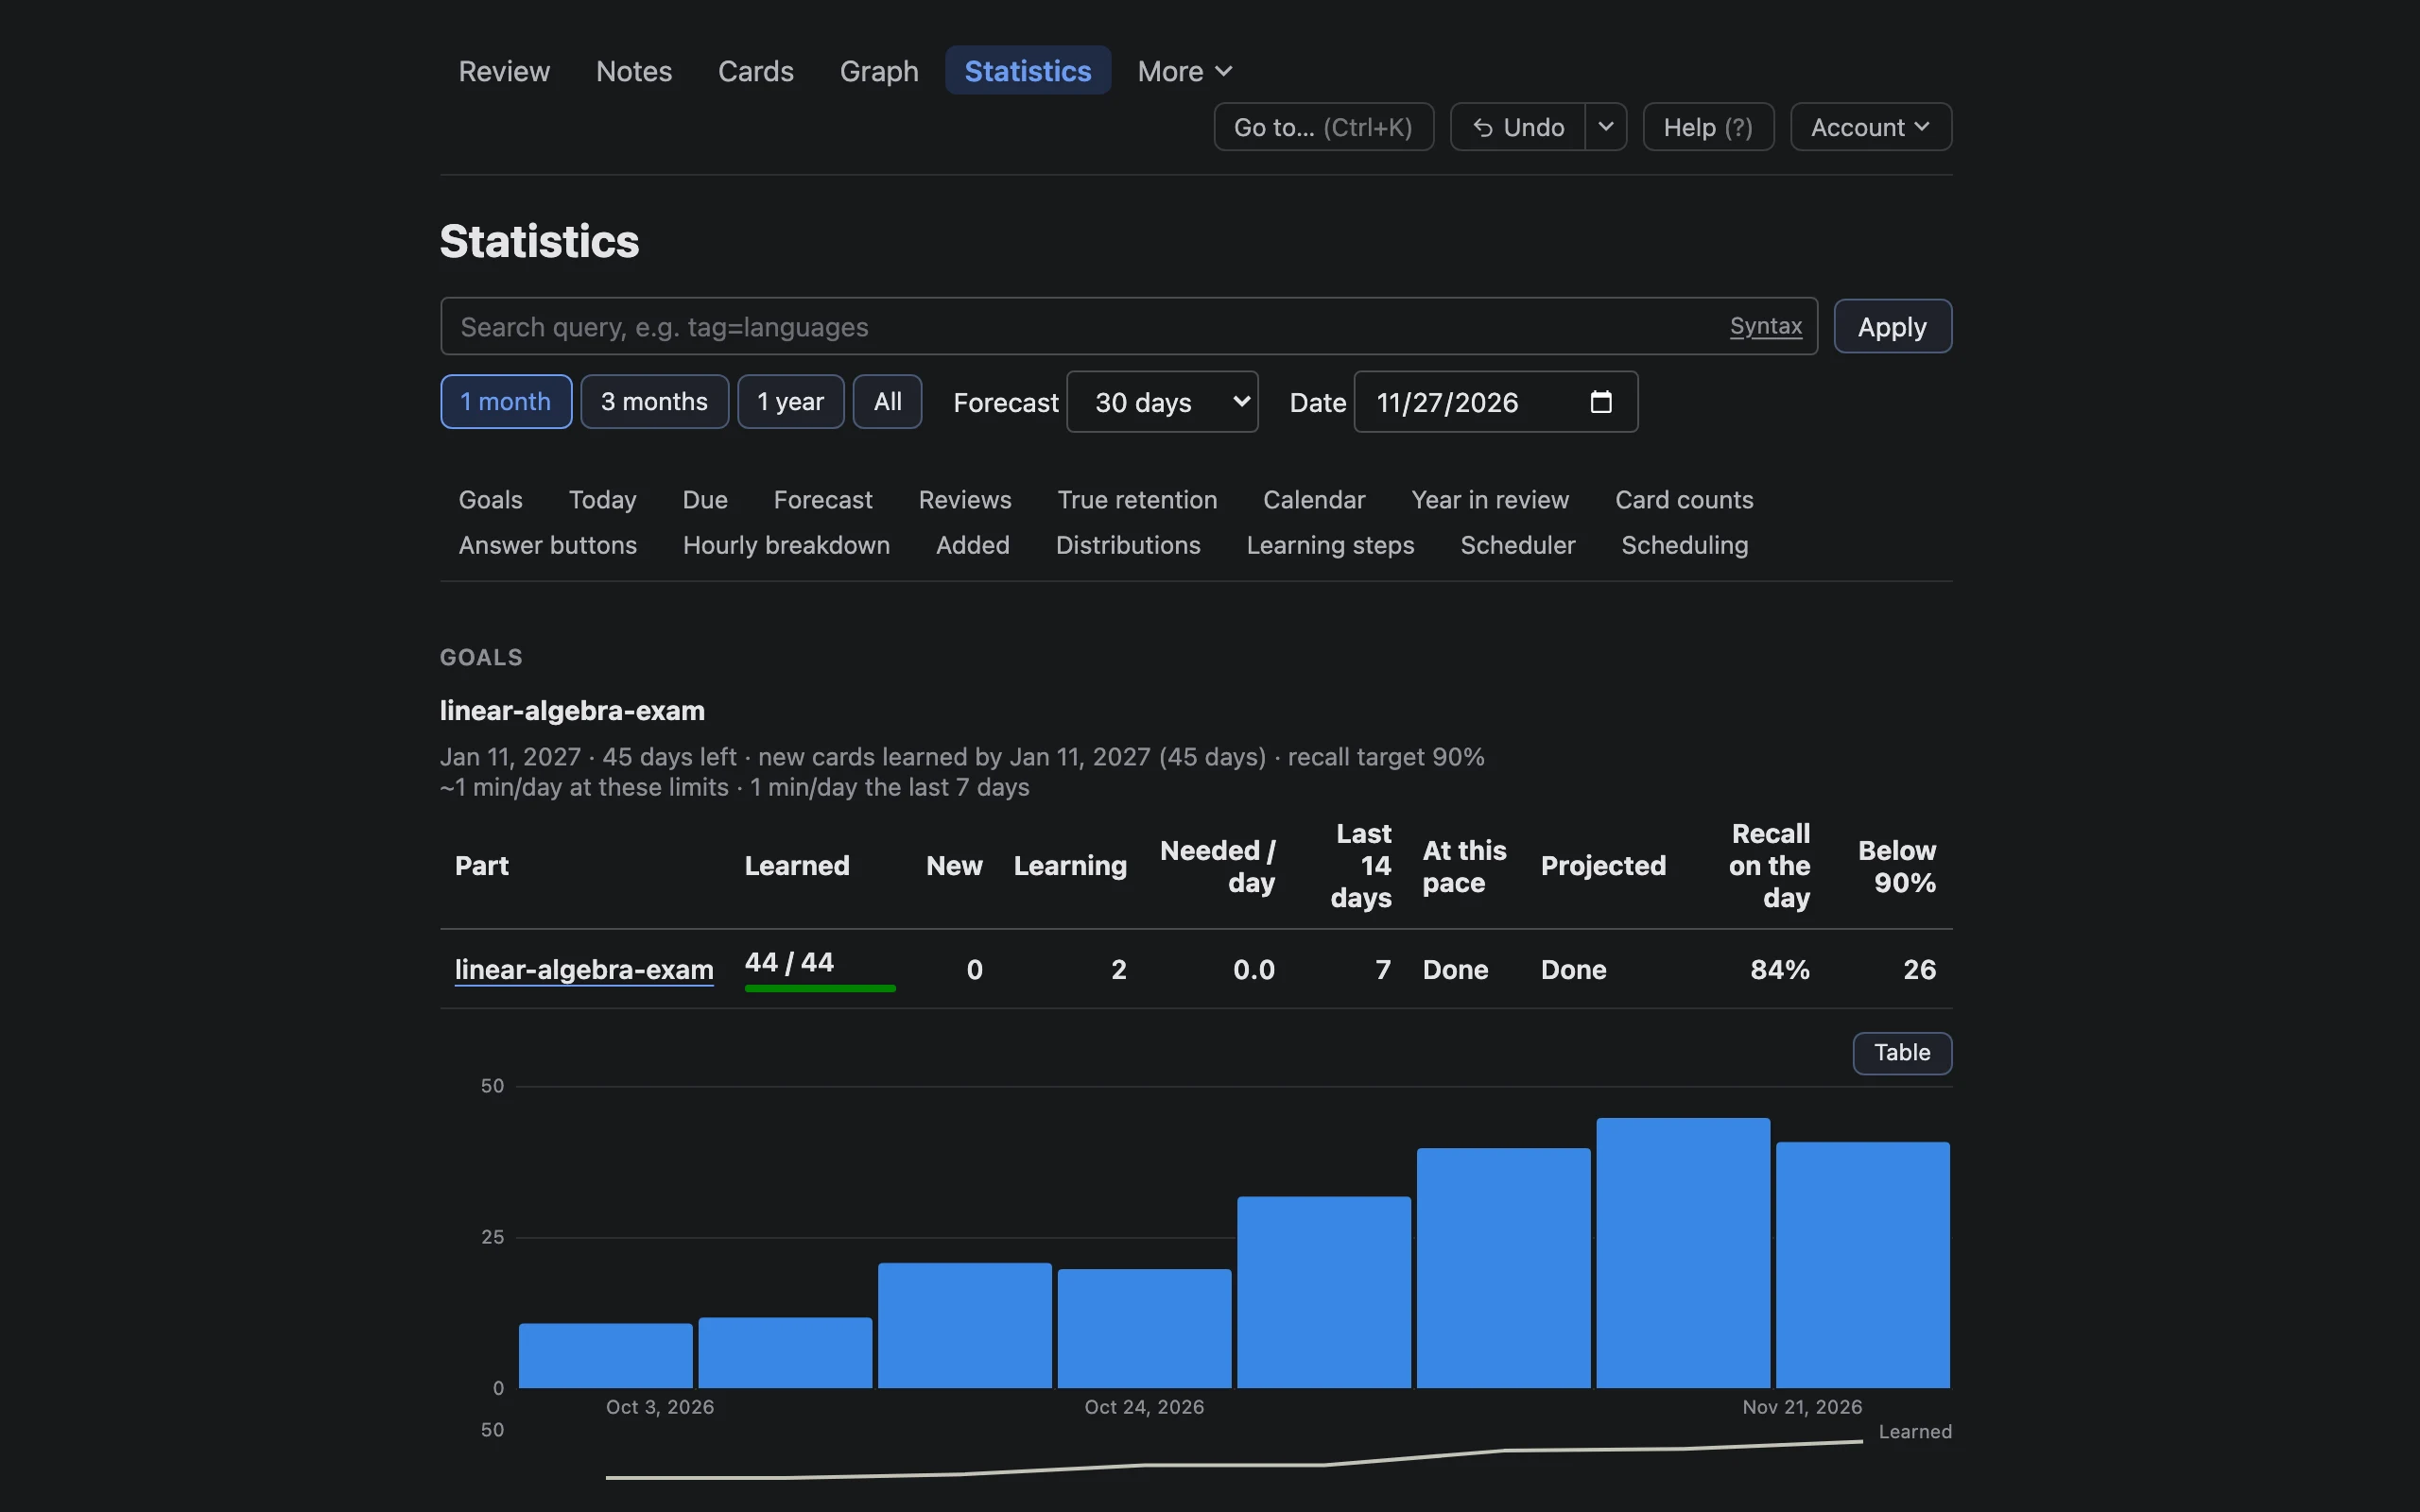 Review Notes Cards Graph Statistics More
Go to... (Ctrl+K) Undo Help (?) Account
Statistics
Search query, e.g. tag=languages Syntax Apply
1 month 3 months 1 year All Forecast 30 days Date 11/27/2026
Goals Today Due Forecast Reviews True retention Calendar Year in review Card counts
Answer buttons Hourly breakdown Added Distributions Learning steps Scheduler Scheduling
GOALS
linear-algebra-exam
Jan 11, 2027 · 45 days left · new cards learned by Jan 11, 2027 (45 days) · recall target 90%
~1 min/day at these limits · 1 min/day the last 7 days
Part Learned New Learning Needed / day Last 14 days At this pace Projected Recall on the day Below 90%
linear-algebra-exam 44 / 44 0 2 0.0 7 Done Done 84% 26
Table
50
25
0
Oct 3, 2026 Oct 24, 2026 Nov 21, 2026
50 Learned